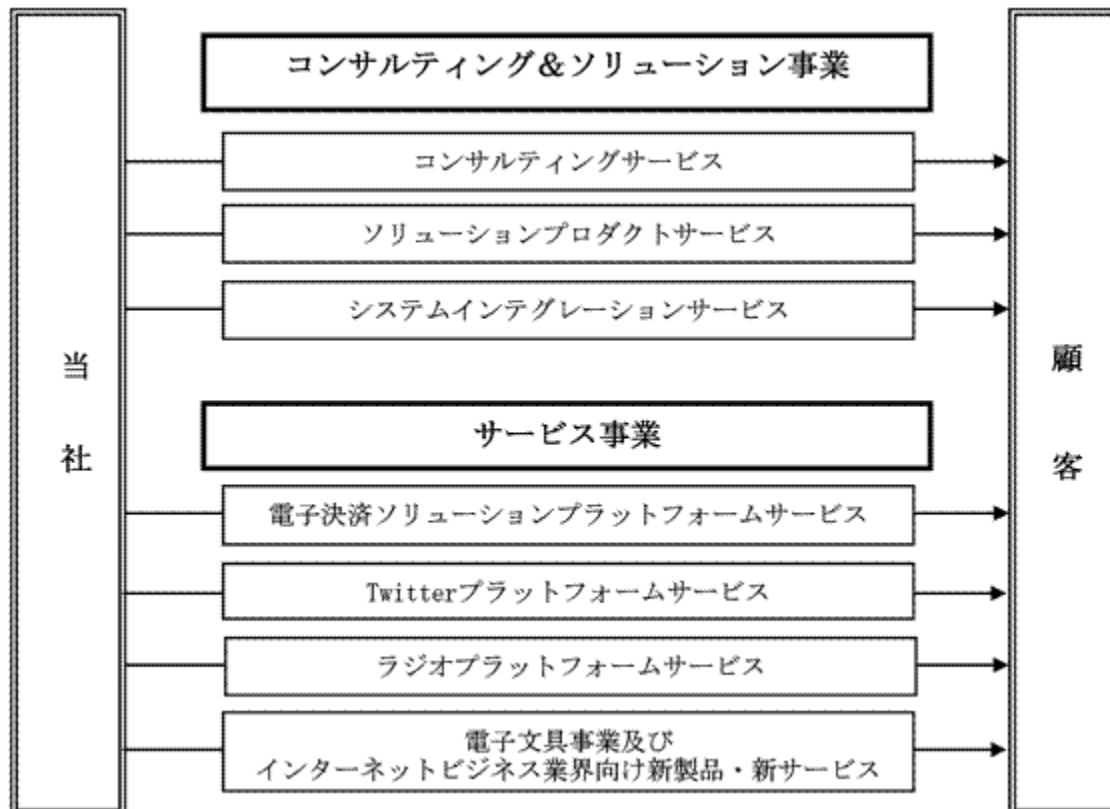 コンサルティング&ソリューション事業
コンサルティングサービス
ソリューションプロダクトサービス
システムインテグレーションサービス
当社
顧客
サービス事業
電子決済ソリューションプラットフォームサービス
Twitterプラットフォームサービス
ラジオプラットフォームサービス
電子文具事業及び
インターネットビジネス業界向け新製品・新サービス